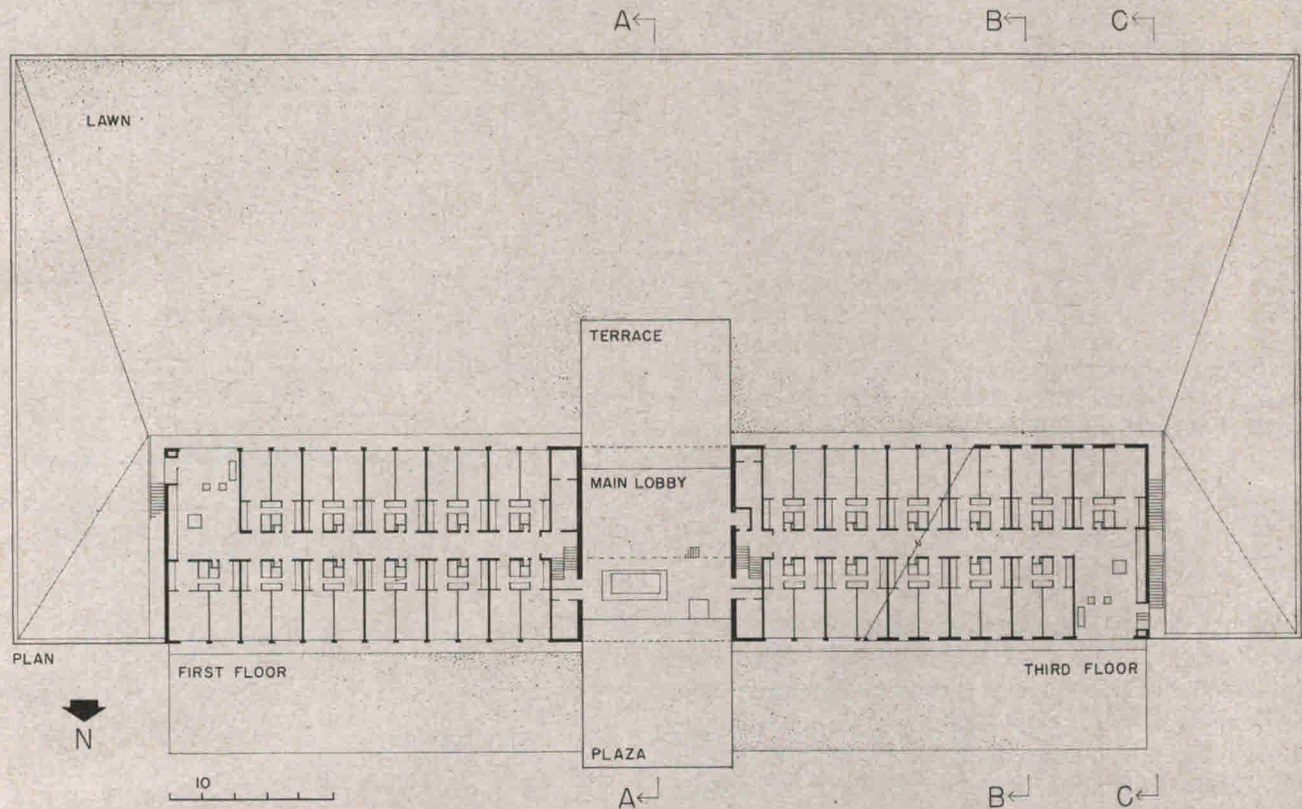 A B C
LAWN
TERRACE
MAIN LOBBY
PLAN
FIRST FLOOR
THIRD FLOOR
N
PLAZA
10
A B C